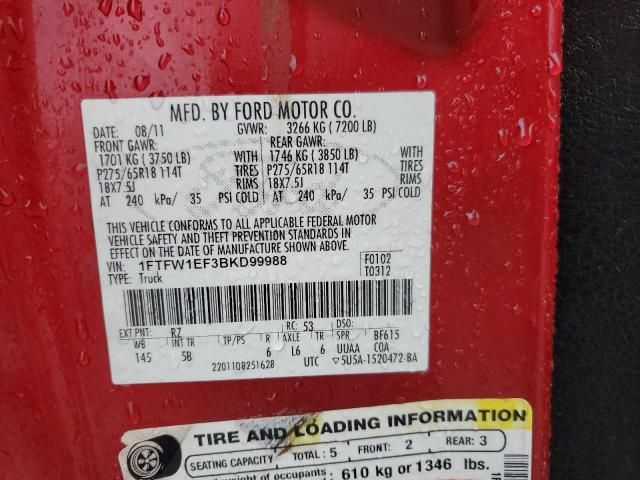 MFD. BY FORD MOTOR CO.
DATE: 08/11 GVWR: 3266 KG ( 7200 LB)
FRONT GAWR: REAR GAWR:
1701 KG ( 3750 LB) WITH 1746 KG ( 3850 LB) WITH
P275/65R18 114T TIRES P275/65R18 114T TIRES
18X7.5J RIMS 18X7.5J RIMS
AT 240 kPa/ 35 PSI COLD AT 240 kPa/ 35 PSI COLD
THIS VEHICLE CONFORMS TO ALL APPLICABLE FEDERAL MOTOR
VEHICLE SAFETY AND THEFT PREVENTION STANDARDS IN
EFFECT ON THE DATE OF MANUFACTURE SHOWN ABOVE.
VIN: 1FTFW1EF3BKD99988 F0102
TYPE: Truck T0312
EXT PNT: RZ RC: 53 DSO:
WB INT TR TP/PS R AXLE TR SPR BF615
145 5B 6 L6 6 UUAA COA
2201108251628 UTC ▽5U5A-1520472-BA
TIRE AND LOADING INFORMATION
SEATING CAPACITY TOTAL: 5 FRONT: 2 REAR: 3
weight of occupants. 610 kg or 1346 lbs.